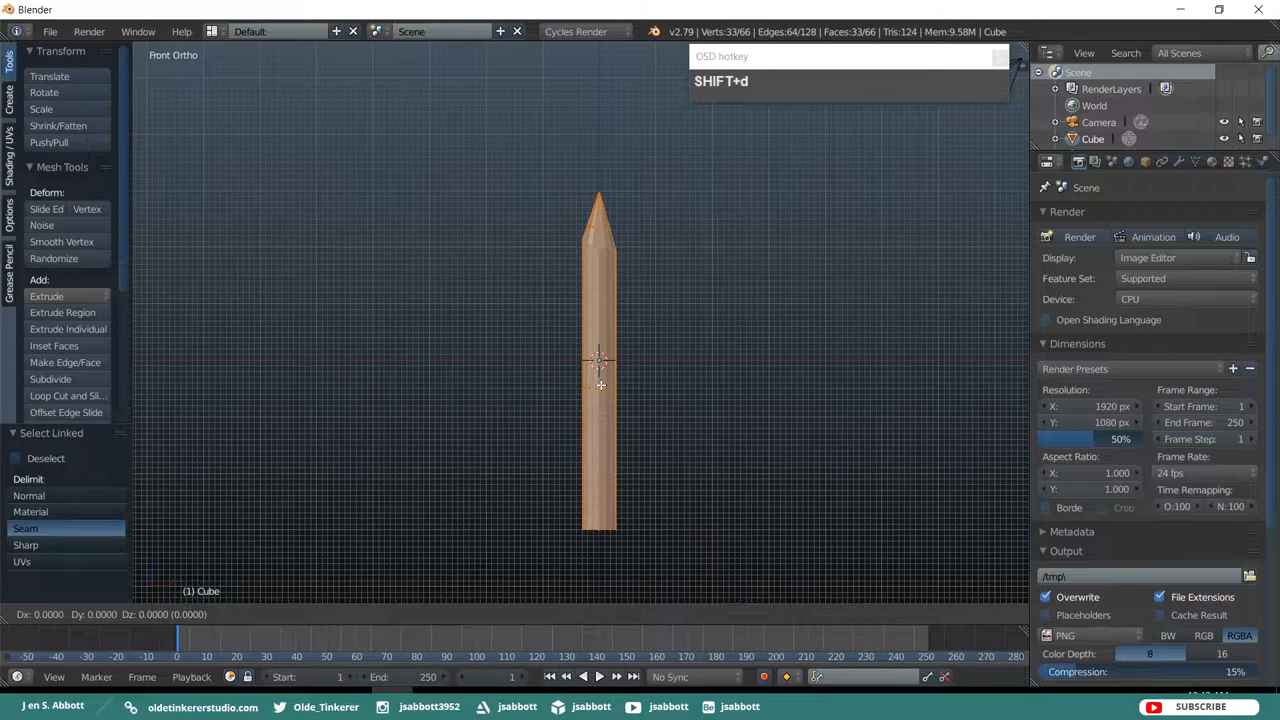 Blender
File Render Window Help Default Scene Cycles Render v2.79 | Verts:33/66 | Edges:64/128 | Faces:33/66 | Tris:124 | Mem:9.58M | Cube
Tools
Create
Shading / UVs
Options
Grease Pencil
Transform
Translate
Rotate
Scale
Shrink/Fatten
Push/Pull
Mesh Tools
Deform:
Slide Ed Vertex
Noise
Smooth Vertex
Randomize
Add:
Extrude
Extrude Region
Extrude Individual
Inset Faces
Make Edge/Face
Subdivide
Loop Cut and Sli...
Offset Edge Slide
Select Linked
Deselect
Delimit
Normal
Material
Seam
Sharp
UVs
Front Ortho
OSD hotkey
SHIFT+d
(1) Cube
View Search All Scenes
Scene
RenderLayers
World
Camera
Cube
Scene
Render
Render Animation Audio
Display: Image Editor
Feature Set: Supported
Device: CPU
Open Shading Language
Dimensions
Render Presets
Resolution: Frame Range:
X: 1920 px Start Frame: 1
Y: 1080 px End Frame: 250
50% Frame Step: 1
Aspect Ratio: Frame Rate:
X: 1.000 24 fps
Y: 1.000 Time Remapping:
Borde Crop O:100 N:100
Metadata
Output
/tmp\
Overwrite File Extensions
Placeholders Cache Result
PNG BW RGB RGBA
Color Depth: 8 16
Compression: 15%
Dx: 0.0000 Dy: 0.0000 Dz: 0.0000 (0.0000)
-50 -40 -30 -20 -10 0 10 20 30 40 50 60 70 80 90 100 110 120 130 140 150 160 170 180 190 200 210 220 230 240 250 260 270 280
View Marker Frame Playback Start: 1 End: 250 1 No Sync
J en S. Abbott oldetinkererstudio.com Olde_Tinkerer jsabbott3952 jsabbott jsabbott jsabbott jsabbott SUBSCRIBE